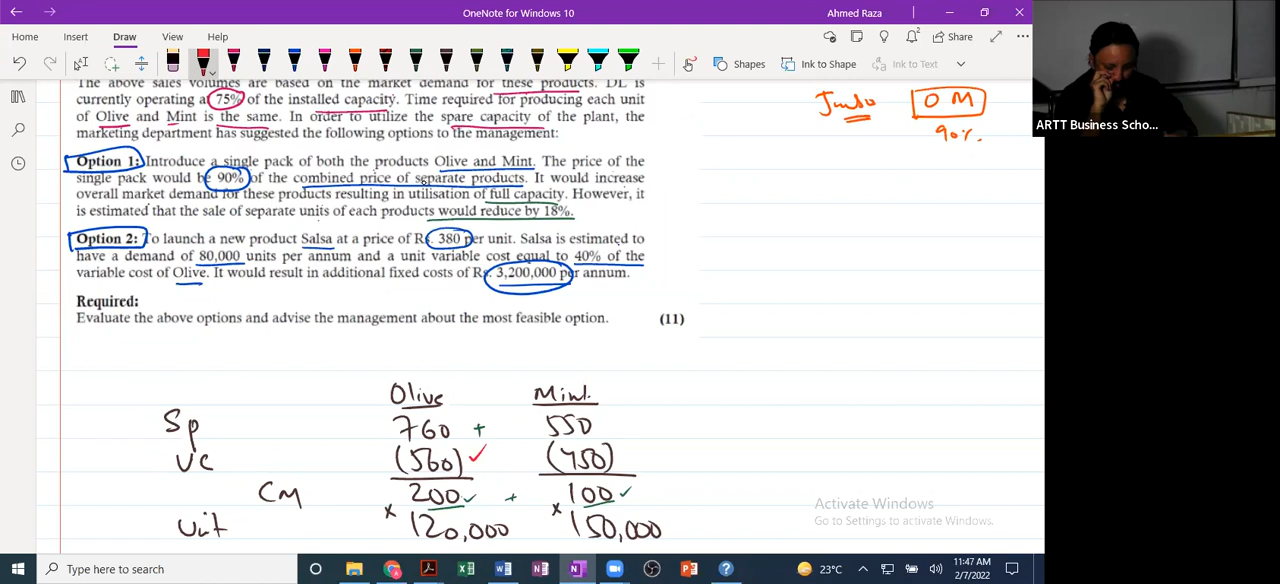 OneNote for Windows 10
Ahmed Raza
Home Insert Draw View Help
Shapes Ink to Shape Ink to Text
Share
The above sales volumes are based on the market demand for these products. DL is
currently operating at 75% of the installed capacity. Time required for producing each unit
of Olive and Mint is the same. In order to utilize the spare capacity of the plant, the
marketing department has suggested the following options to the management:
Option 1: Introduce a single pack of both the products Olive and Mint. The price of the
single pack would be 90% of the combined price of separate products. It would increase
overall market demand for these products resulting in utilisation of full capacity. However, it
is estimated that the sale of separate units of each products would reduce by 18%.
Option 2: To launch a new product Salsa at a price of Rs. 380 per unit. Salsa is estimated to
have a demand of 80,000 units per annum and a unit variable cost equal to 40% of the
variable cost of Olive. It would result in additional fixed costs of Rs. 3,200,000 per annum.
Required:
Evaluate the above options and advise the management about the most feasible option. (11)
Jumbo O M
90%.
ARTT Business Scho...
Olive Mint.
Sp 760 + 550
VC (560) (450)
CM 200 + 100
Unit × 120,000 × 150,000
Activate Windows
Go to Settings to activate Windows.
Type here to search
23°C
11:47 AM
2/7/2022